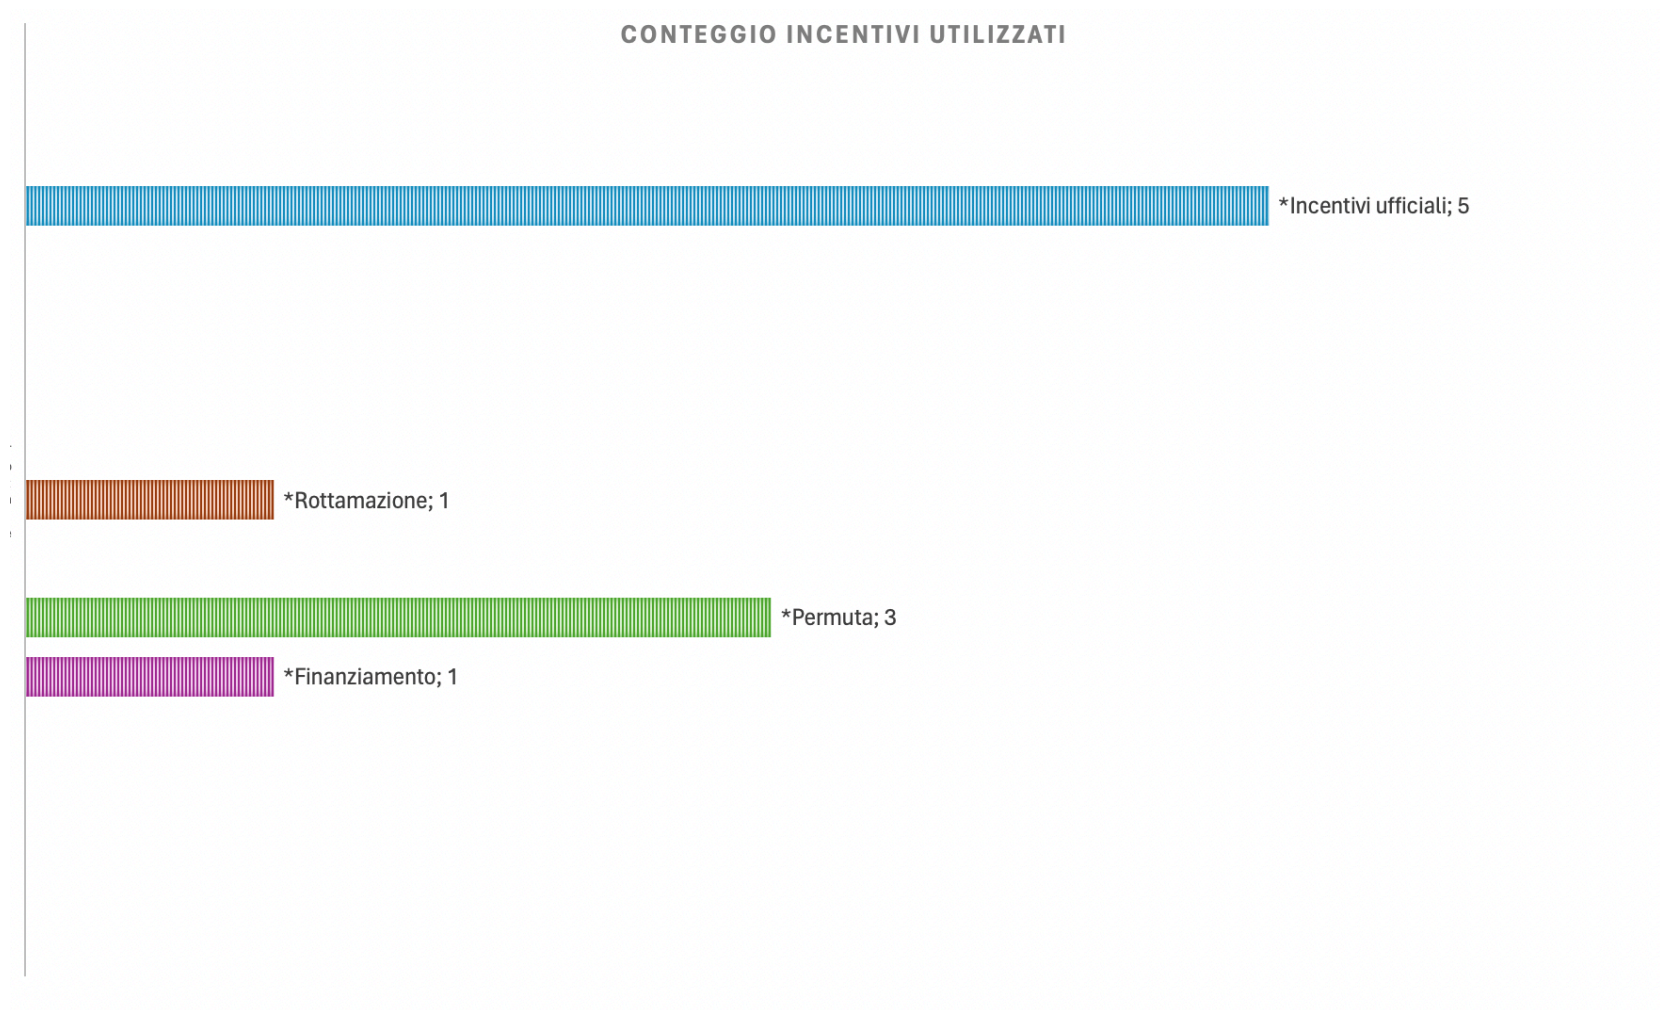 CONTEGGIO INCENTIVI UTILIZZATI
*Incentivi ufficiali; 5
*Rottamazione; 1
*Permuta; 3
*Finanziamento; 1